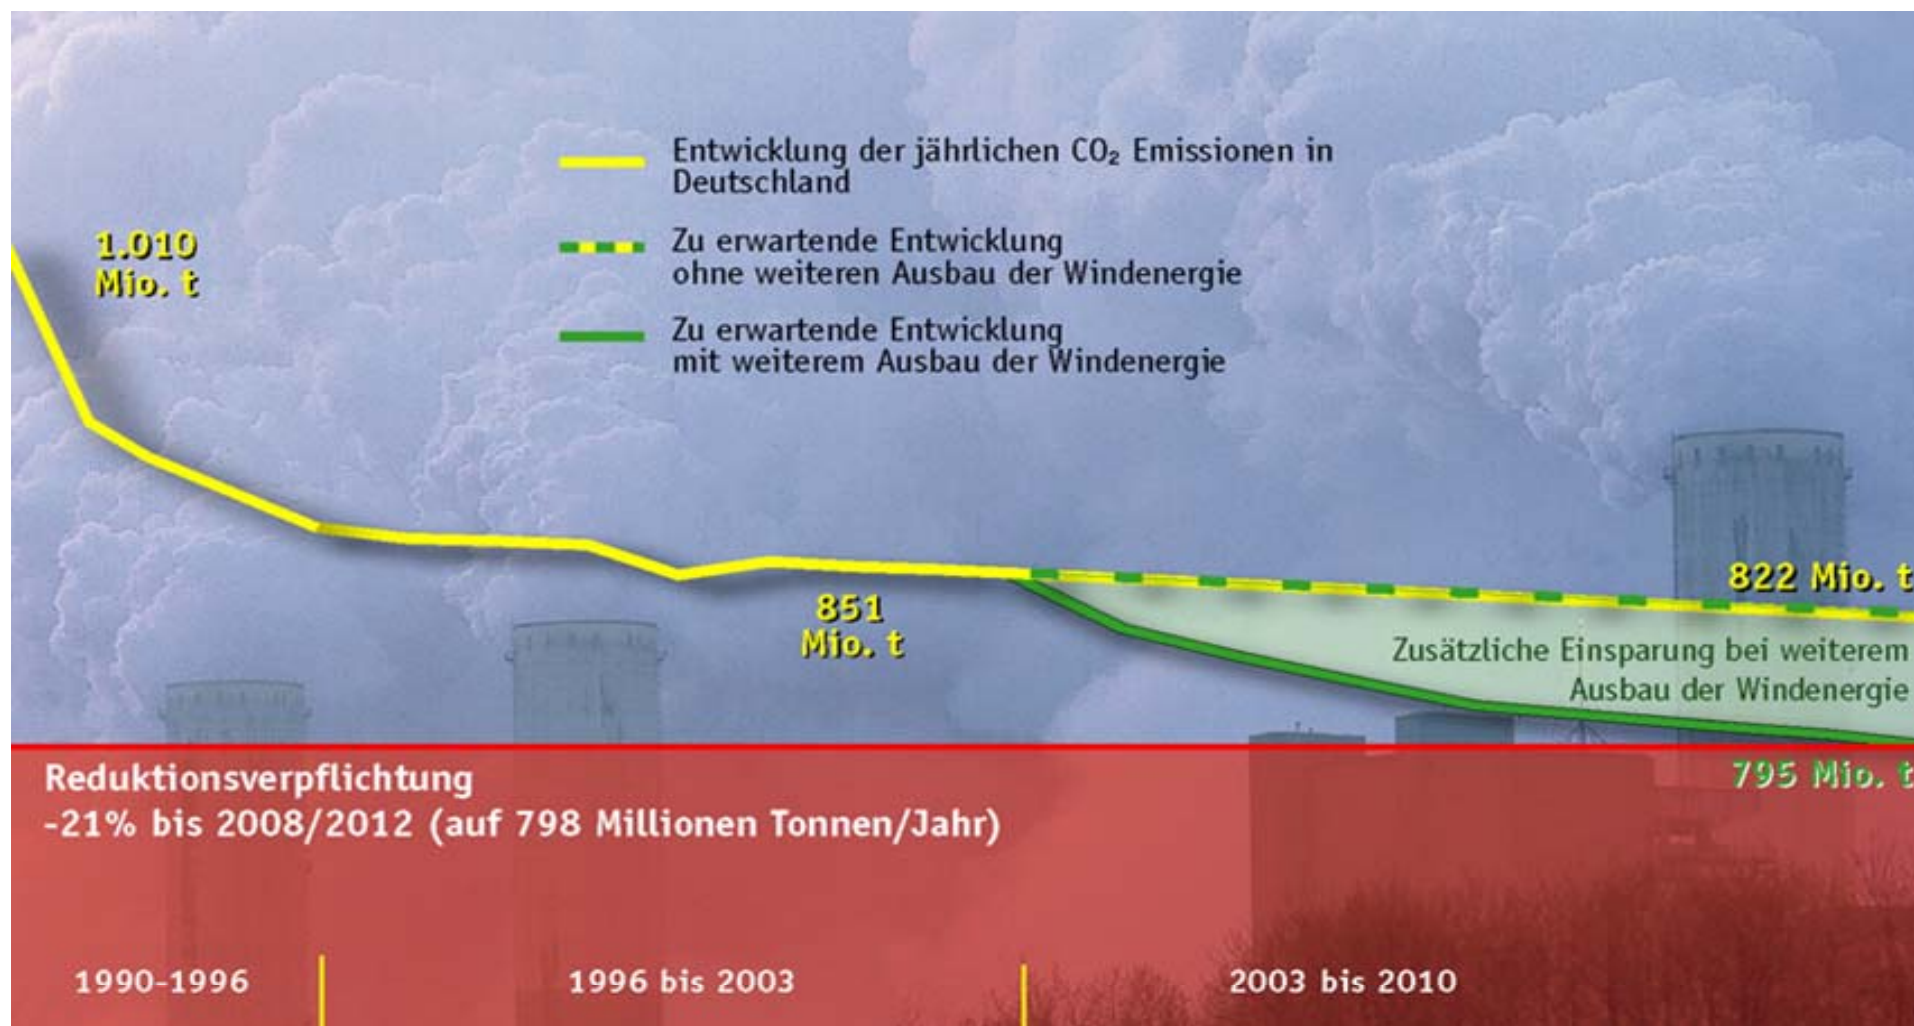 Entwicklung der jährlichen CO₂ Emissionen in
Deutschland
Zu erwartende Entwicklung
ohne weiteren Ausbau der Windenergie
Zu erwartende Entwicklung
mit weiterem Ausbau der Windenergie
1.010
Mio. t
851
Mio. t
822 Mio. t
Zusätzliche Einsparung bei weiterem
Ausbau der Windenergie
795 Mio. t
Reduktionsverpflichtung
-21% bis 2008/2012 (auf 798 Millionen Tonnen/Jahr)
1990-1996
1996 bis 2003
2003 bis 2010